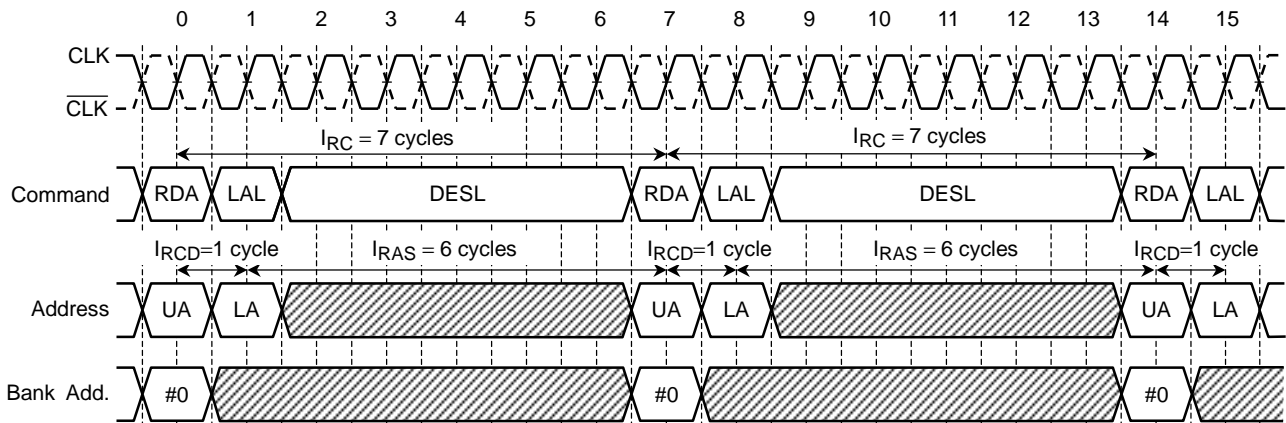 0 1 2 3 4 5 6 7 8 9 10 11 12 13 14 15
CLK
CLK
IRC = 7 cycles IRC = 7 cycles
Command RDA LAL DESL RDA LAL DESL RDA LAL
IRCD=1 cycle IRAS = 6 cycles IRCD=1 cycle IRAS = 6 cycles IRCD=1 cycle
Address UA LA UA LA UA LA
Bank Add. #0 #0 #0